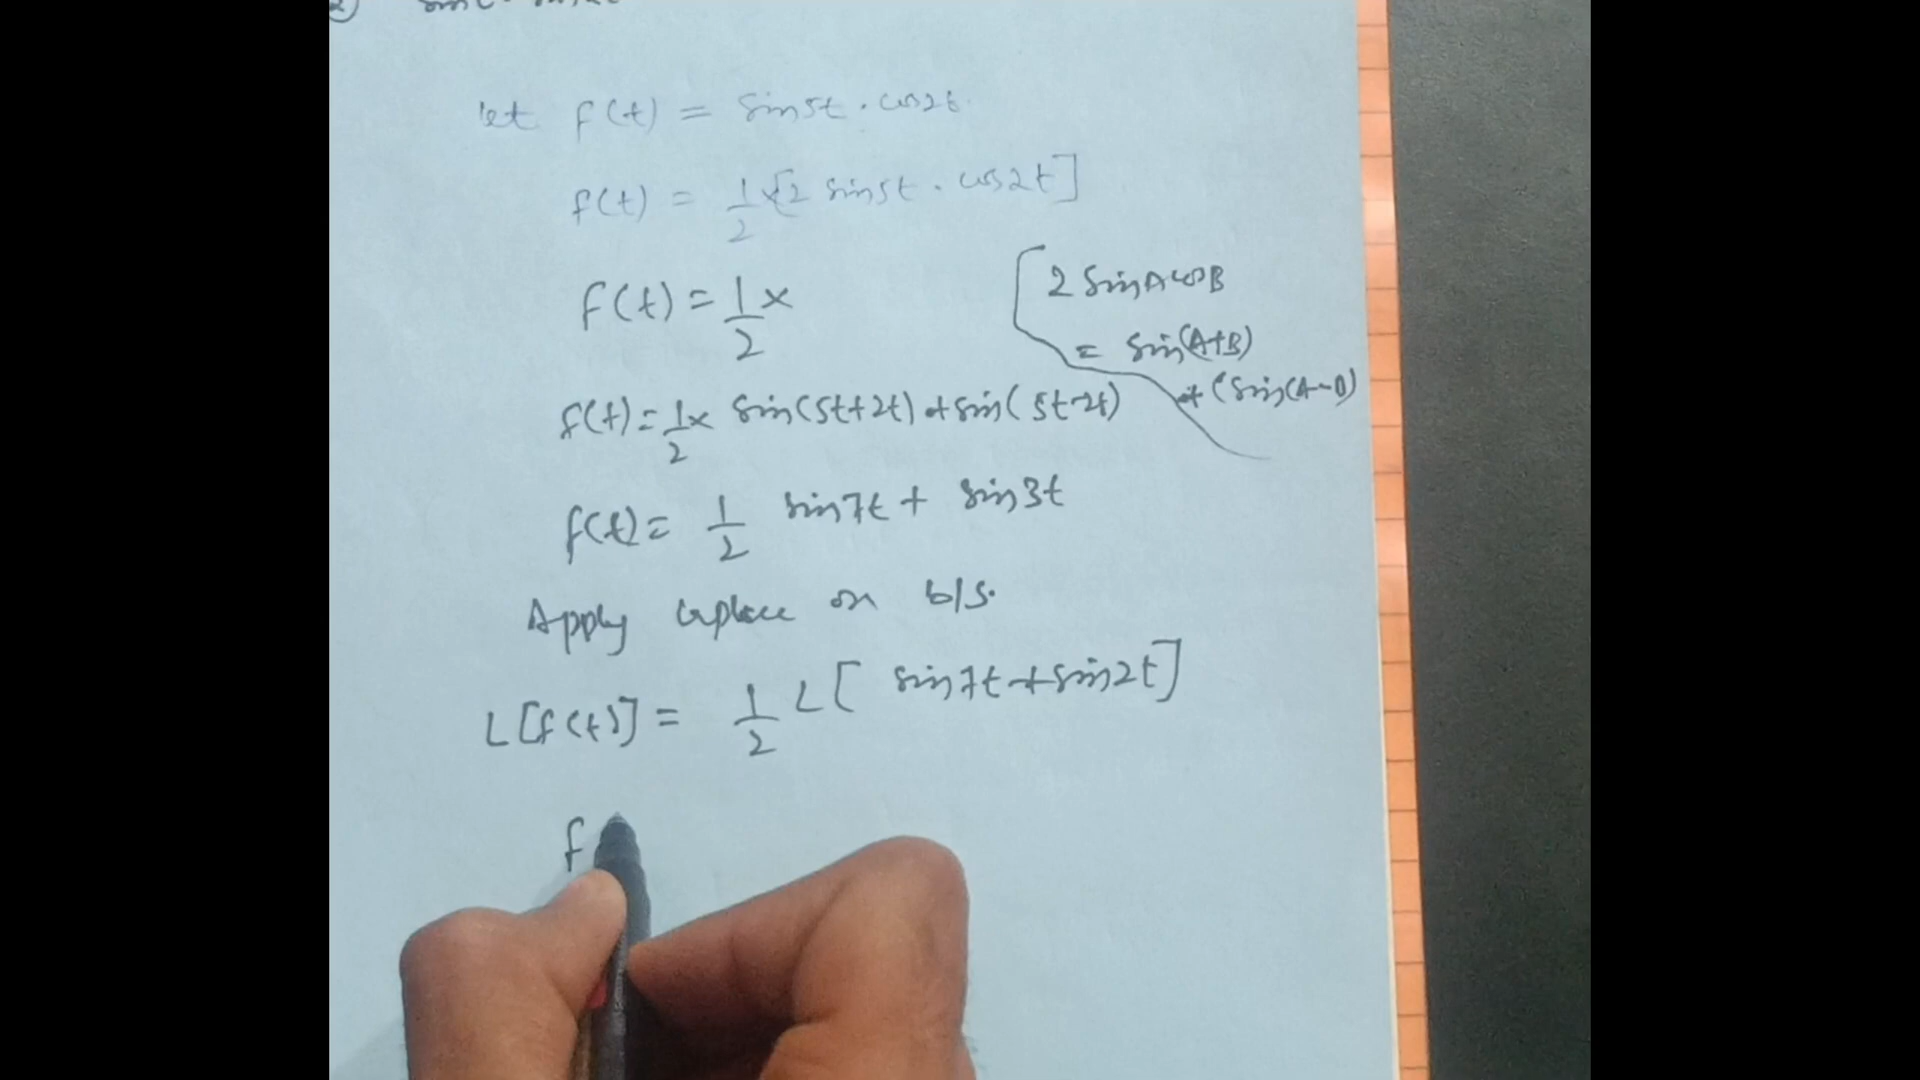 let f(t) = sin5t . cos2t
f(t) = 1/2 x [2 sin5t . cos2t]
f(t) = 1/2 x
2 sinA cosB
= sin(A+B)
+ (sin(A-B)
f(t) = 1/2 x sin(5t+2t) + sin(5t-2t)
f(t) = 1/2 sin7t + sin3t
Apply laplace on b/s.
L[f(t)] = 1/2 L[ sin7t + sin2t]
f